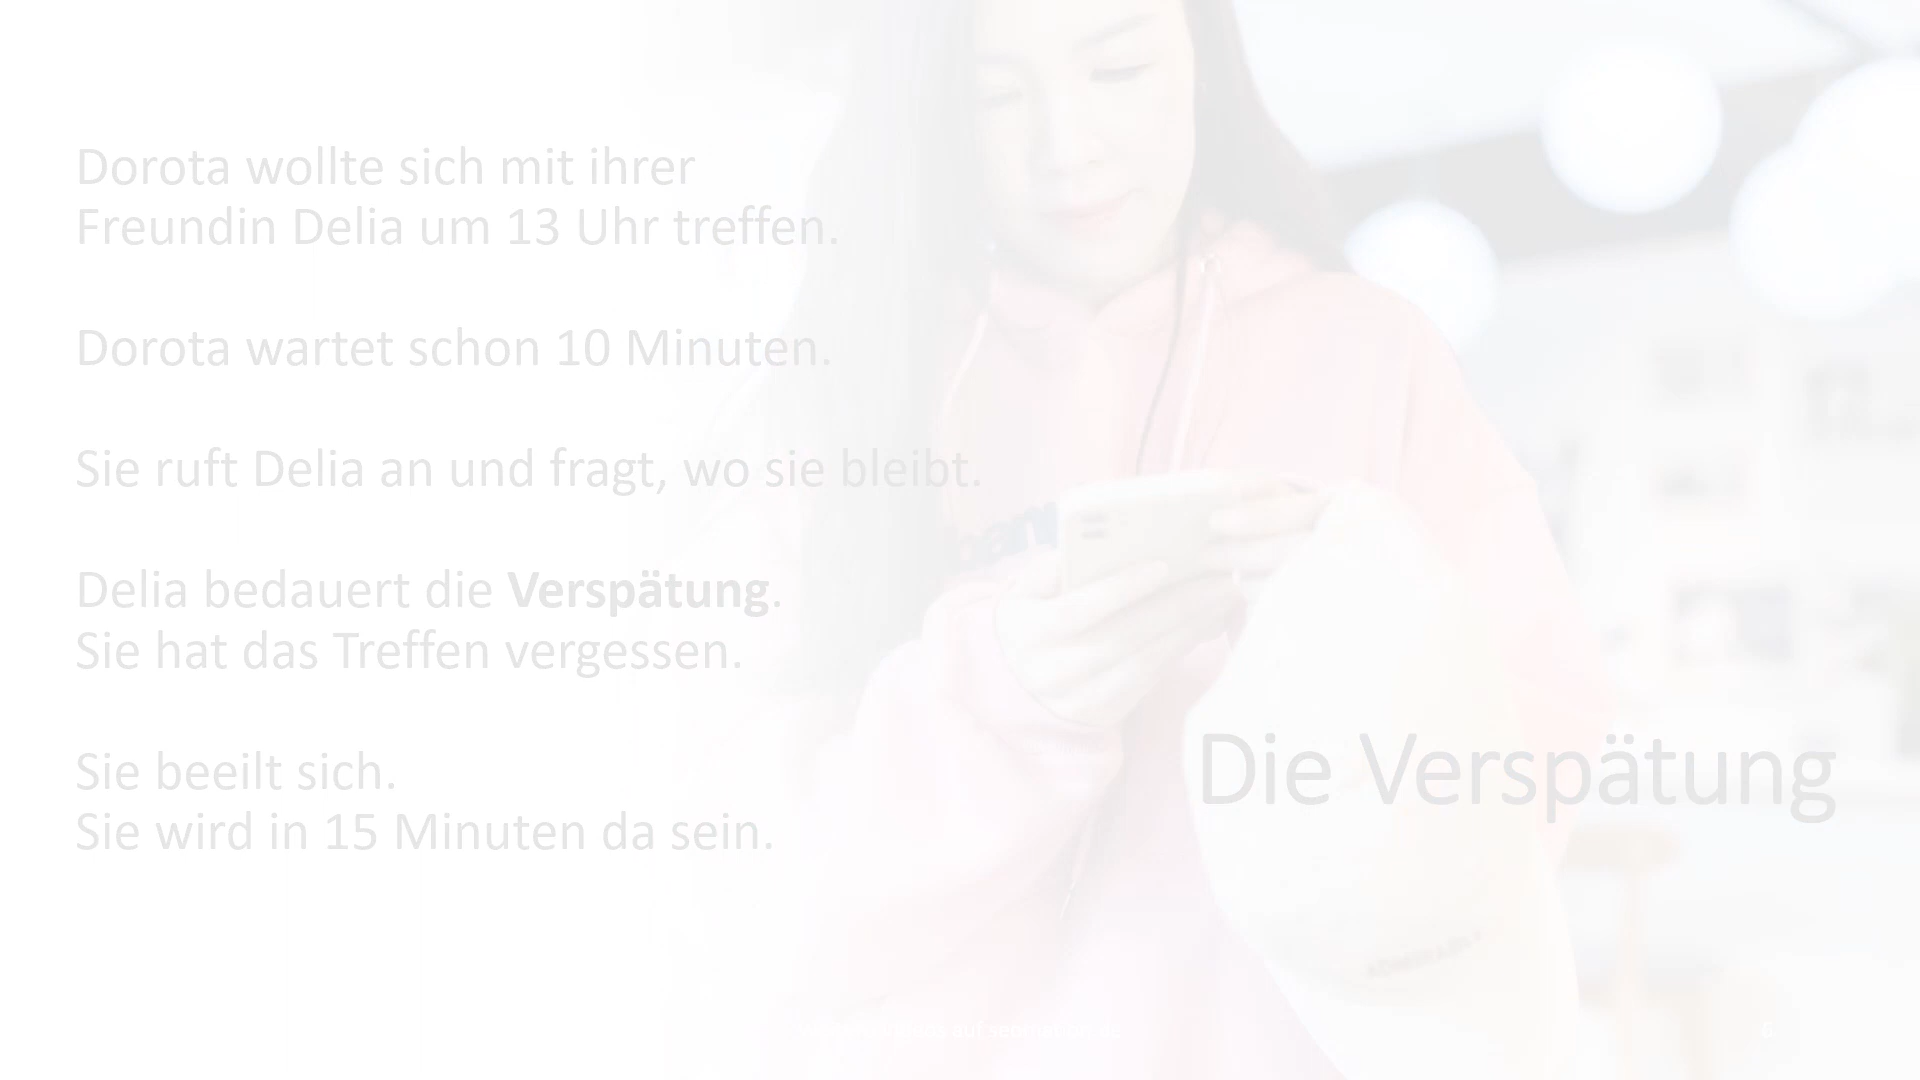 Dorota wollte sich mit ihrer
Freundin Delia um 13 Uhr treffen.
Dorota wartet schon 10 Minuten.
Sie ruft Delia an und fragt, wo sie bleibt.
Delia bedauert die Verspätung.
Sie hat das Treffen vergessen.
Sie beeilt sich.
Sie wird in 15 Minuten da sein.
Die Verspätung
auf
6